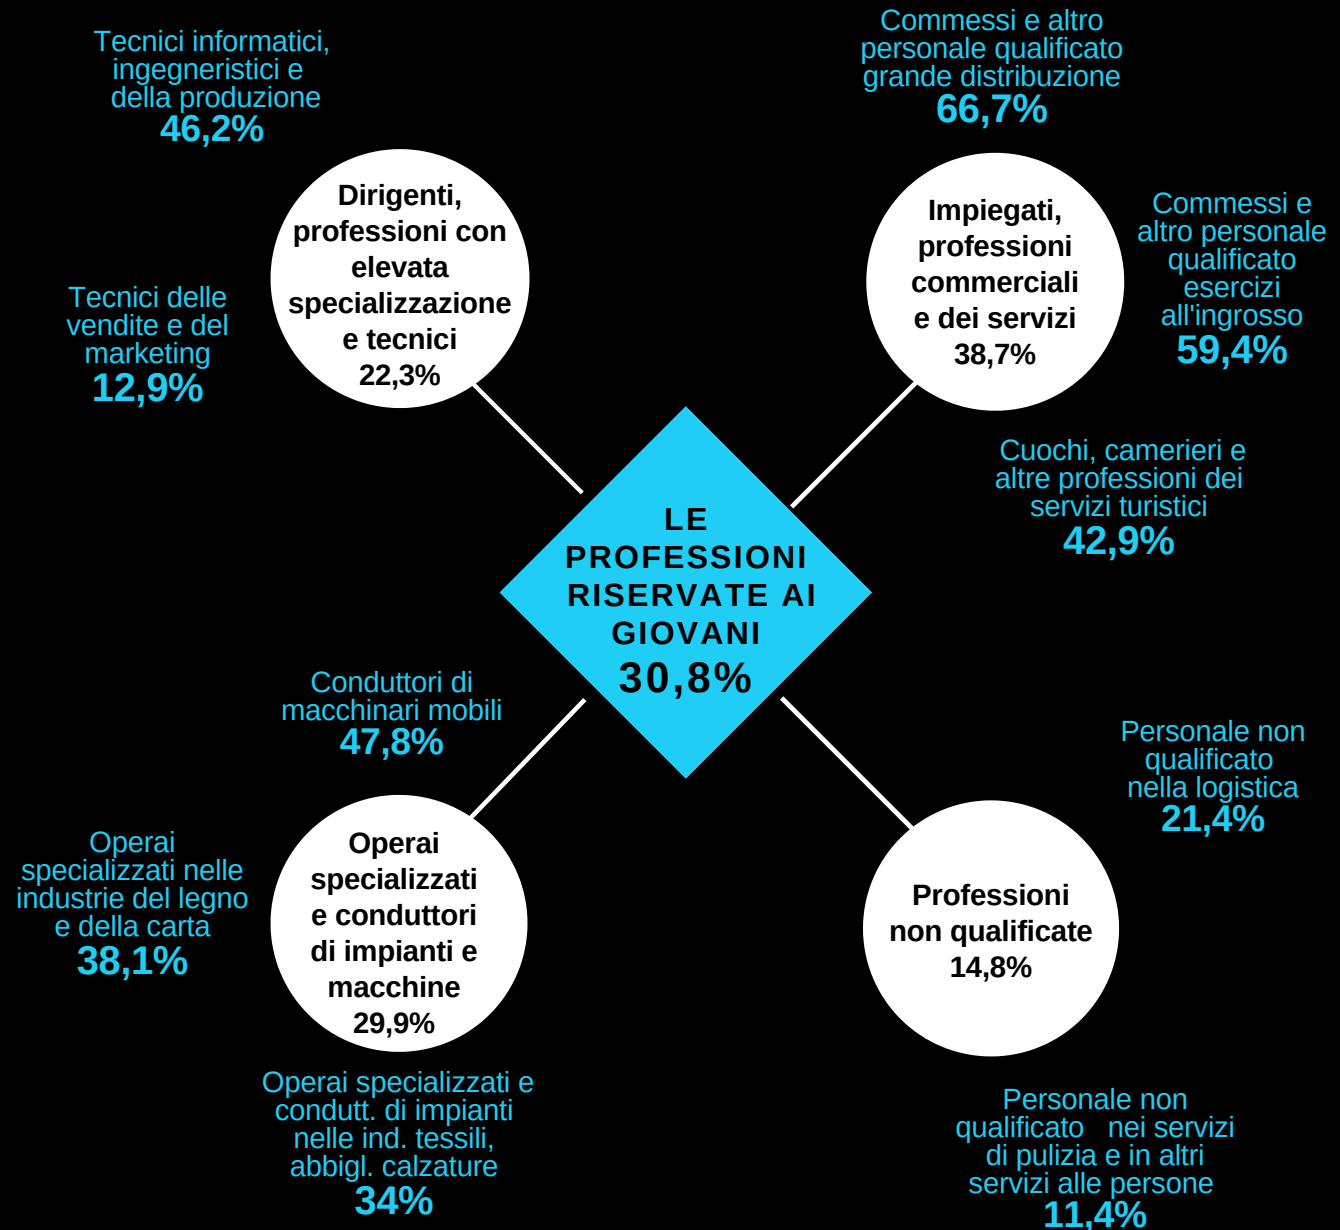 Tecnici informatici,
ingegneristici e
della produzione
46,2%
Dirigenti,
professioni con
elevata
specializzazione
e tecnici
22,3%
Tecnici delle
vendite e del
marketing
12,9%
Commessi e altro
personale qualificato
grande distribuzione
66,7%
Impiegati,
professioni
commerciali
e dei servizi
38,7%
Commessi e
altro personale
qualificato
esercizi
all'ingrosso
59,4%
Cuochi, camerieri e
altre professioni dei
servizi turistici
42,9%
LE
PROFESSIONI
RISERVATE AI
GIOVANI
30,8%
Conduttori di
macchinari mobili
47,8%
Operai
specializzati nelle
industrie del legno
e della carta
38,1%
Operai
specializzati
e conduttori
di impianti e
macchine
29,9%
Operai specializzati e
condutt. di impianti
nelle ind. tessili,
abbigl. calzature
34%
Personale non
qualificato
nella logistica
21,4%
Professioni
non qualificate
14,8%
Personale non
qualificato nei servizi
di pulizia e in altri
servizi alle persone
11,4%